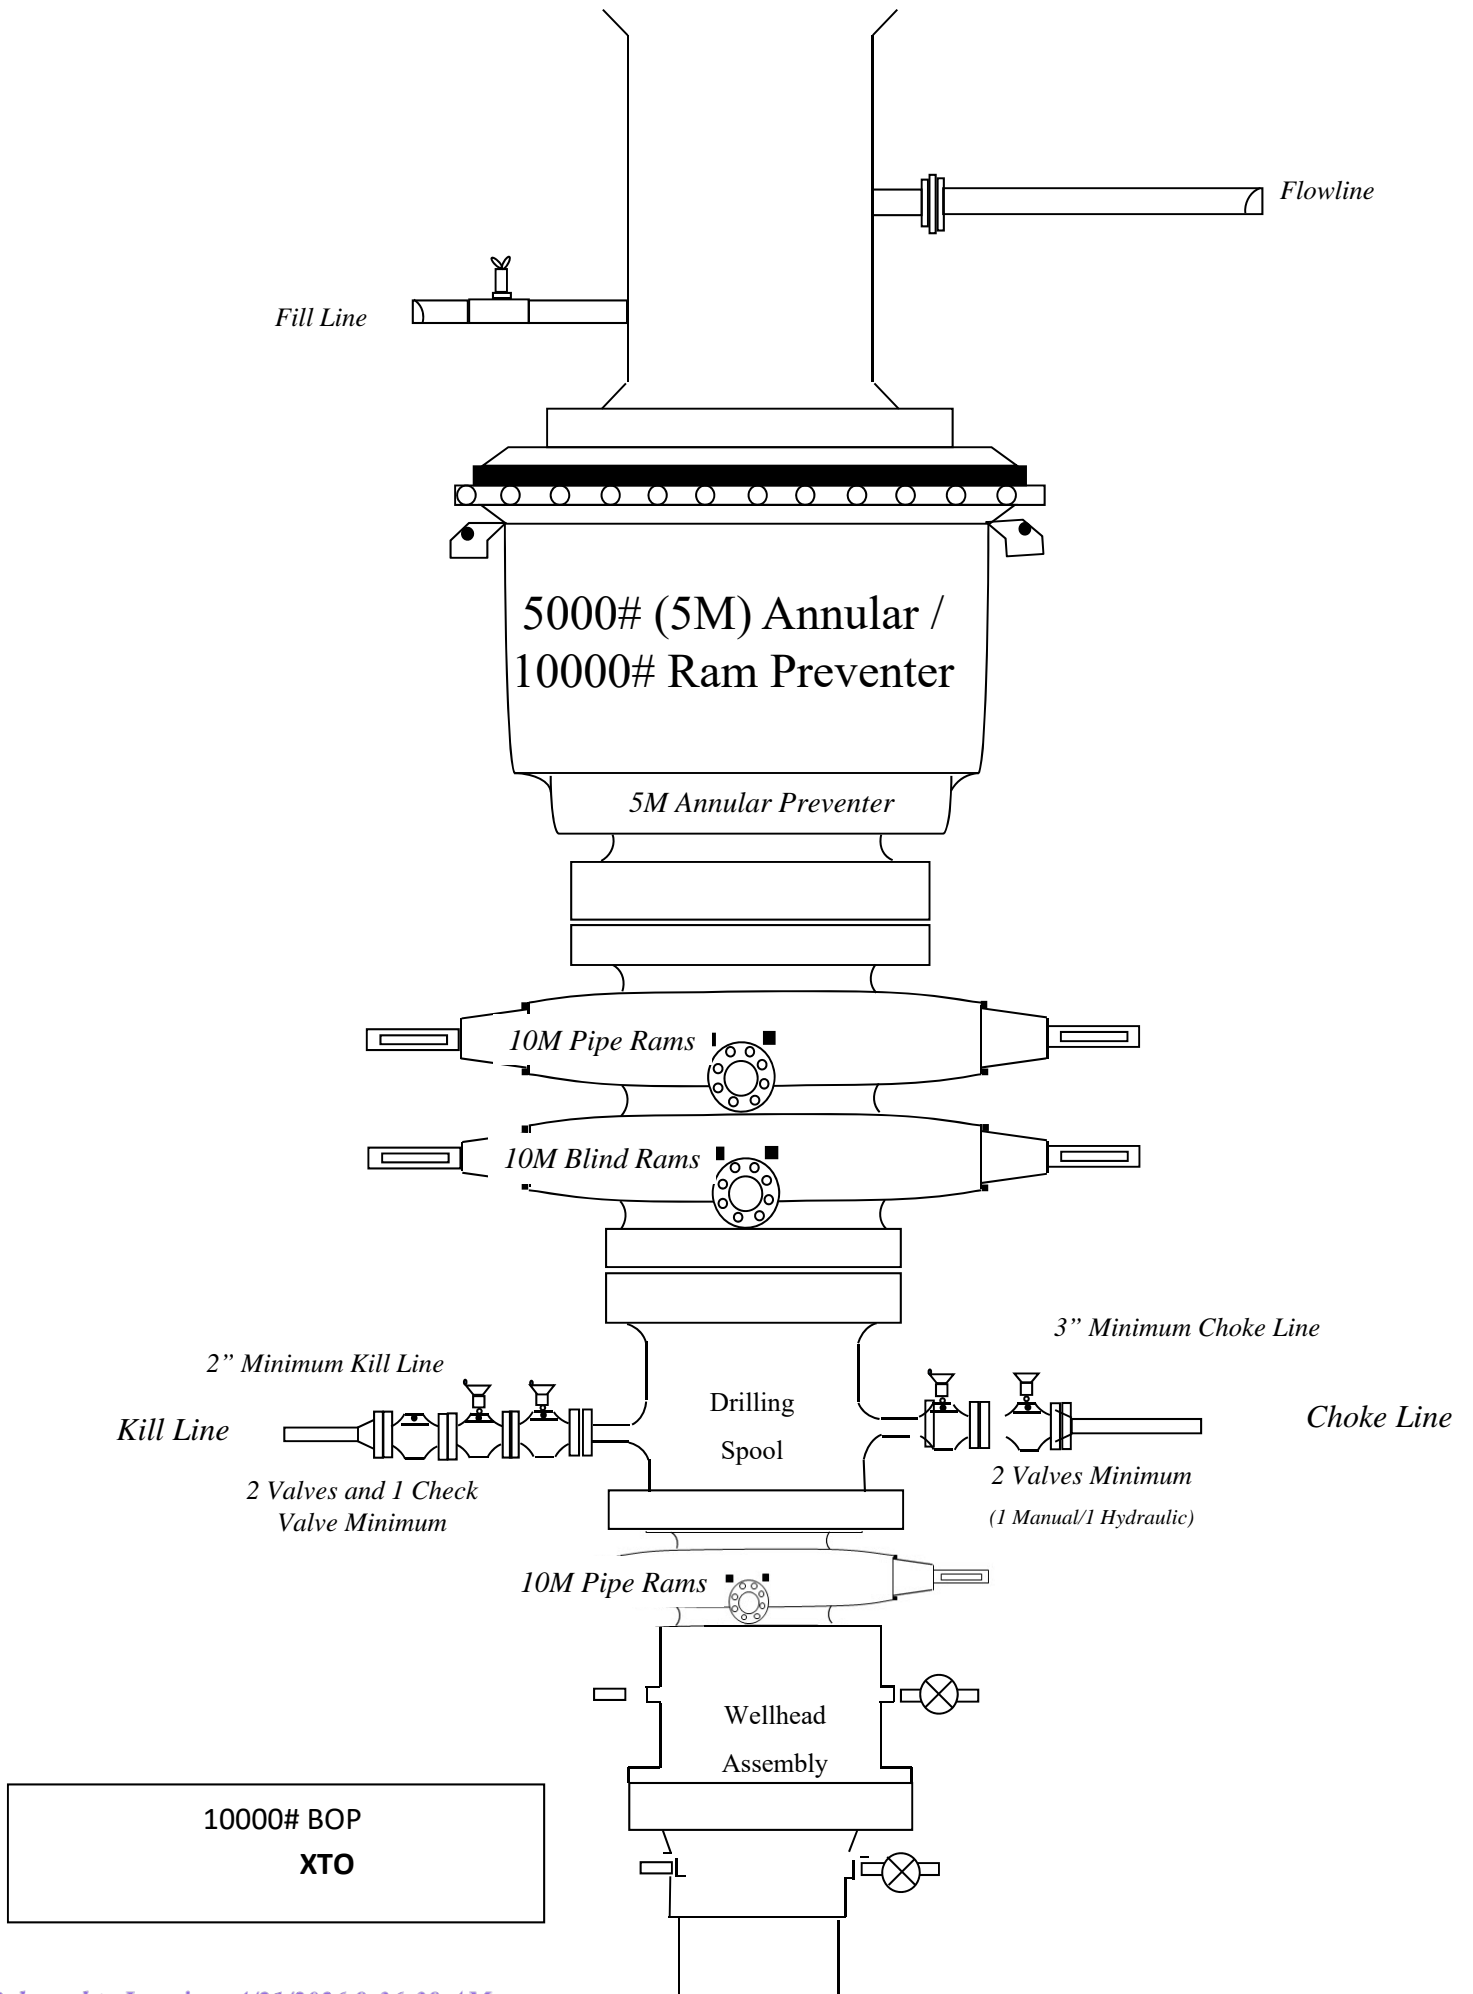 Flowline
Fill Line
5000# (5M) Annular /
10000# Ram Preventer
5M Annular Preventer
10M Pipe Rams
10M Blind Rams
3” Minimum Choke Line
2” Minimum Kill Line
Drilling
Spool
Kill Line
Choke Line
2 Valves and 1 Check
Valve Minimum
2 Valves Minimum
(1 Manual/1 Hydraulic)
10M Pipe Rams
Wellhead
Assembly
10000# BOP
XTO